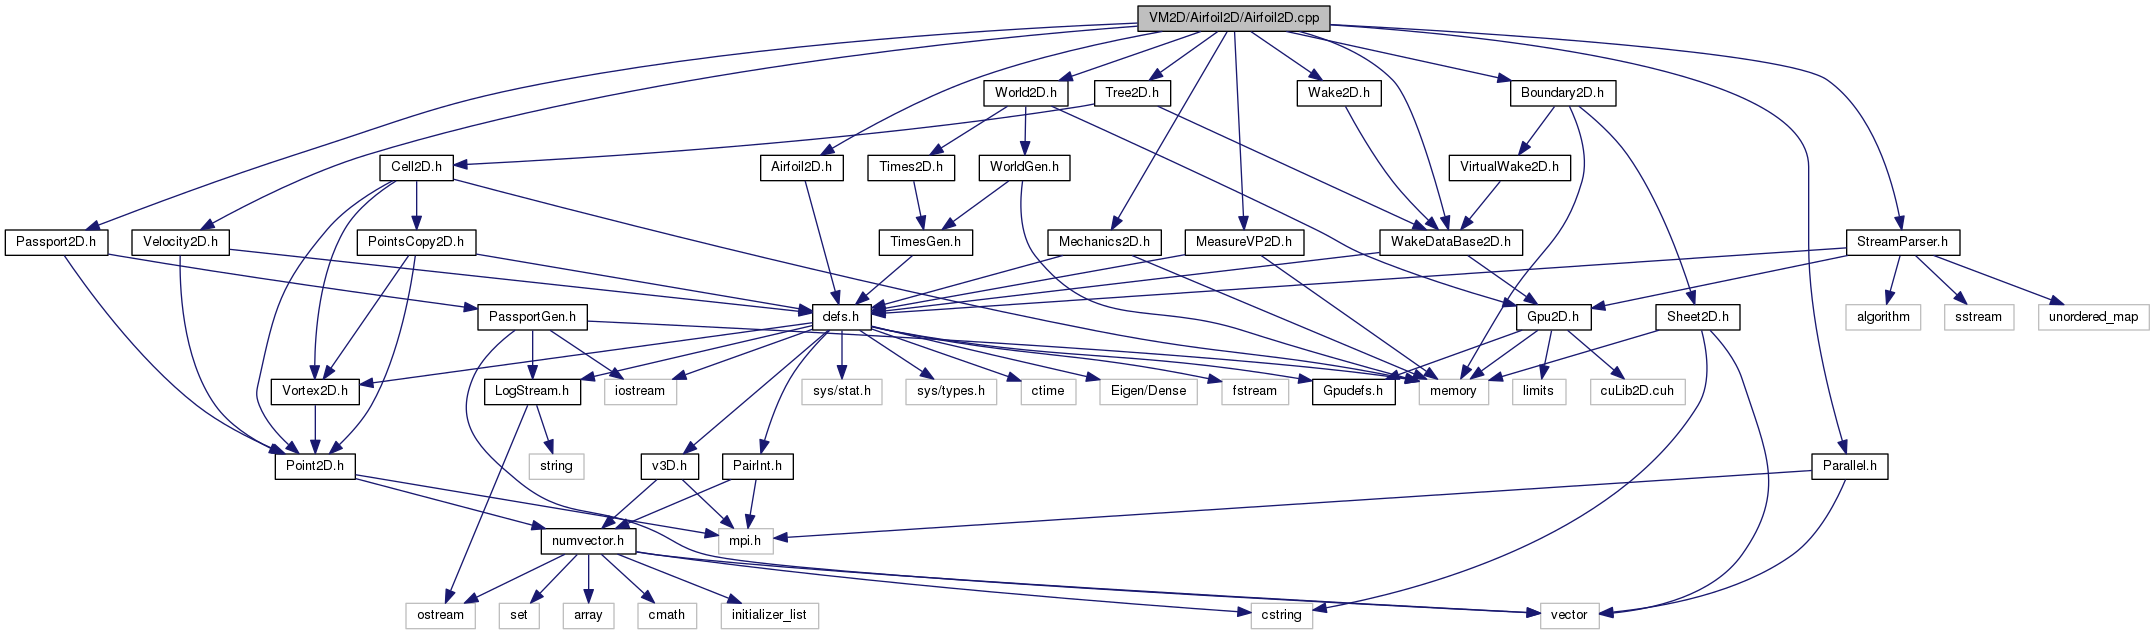 VM2D/Airfoil2D/Airfoil2D.cpp
World2D.h
Tree2D.h
Wake2D.h
Boundary2D.h
Cell2D.h
Airfoil2D.h
Times2D.h
WorldGen.h
VirtualWake2D.h
Passport2D.h
Velocity2D.h
PointsCopy2D.h
TimesGen.h
Mechanics2D.h
MeasureVP2D.h
WakeDataBase2D.h
StreamParser.h
PassportGen.h
defs.h
Gpu2D.h
Sheet2D.h
algorithm
sstream
unordered_map
Vortex2D.h
LogStream.h
iostream
sys/stat.h
sys/types.h
ctime
Eigen/Dense
fstream
Gpudefs.h
memory
limits
cuLib2D.cuh
Point2D.h
string
v3D.h
PairInt.h
Parallel.h
numvector.h
mpi.h
ostream
set
array
cmath
initializer_list
cstring
vector